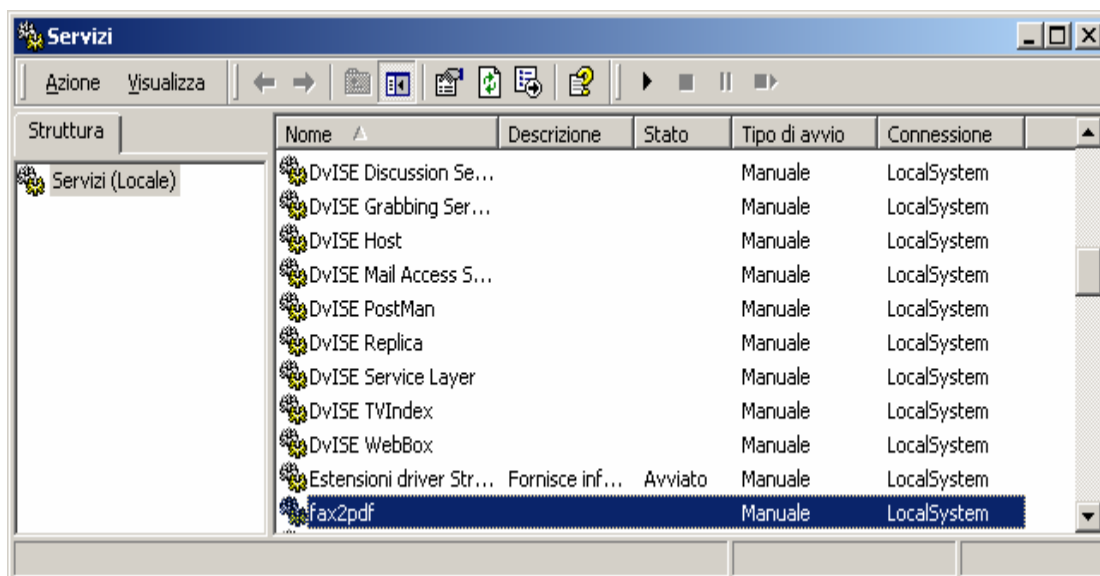 Servizi
Azione Visualizza
Struttura
Nome Descrizione Stato Tipo di avvio Connessione
Servizi (Locale)
DvISE Discussion Se... Manuale LocalSystem
DvISE Grabbing Ser... Manuale LocalSystem
DvISE Host Manuale LocalSystem
DvISE Mail Access S... Manuale LocalSystem
DvISE PostMan Manuale LocalSystem
DvISE Replica Manuale LocalSystem
DvISE Service Layer Manuale LocalSystem
DvISE TVIndex Manuale LocalSystem
DvISE WebBox Manuale LocalSystem
Estensioni driver Str... Fornisce inf... Avviato Manuale LocalSystem
fax2pdf Manuale LocalSystem